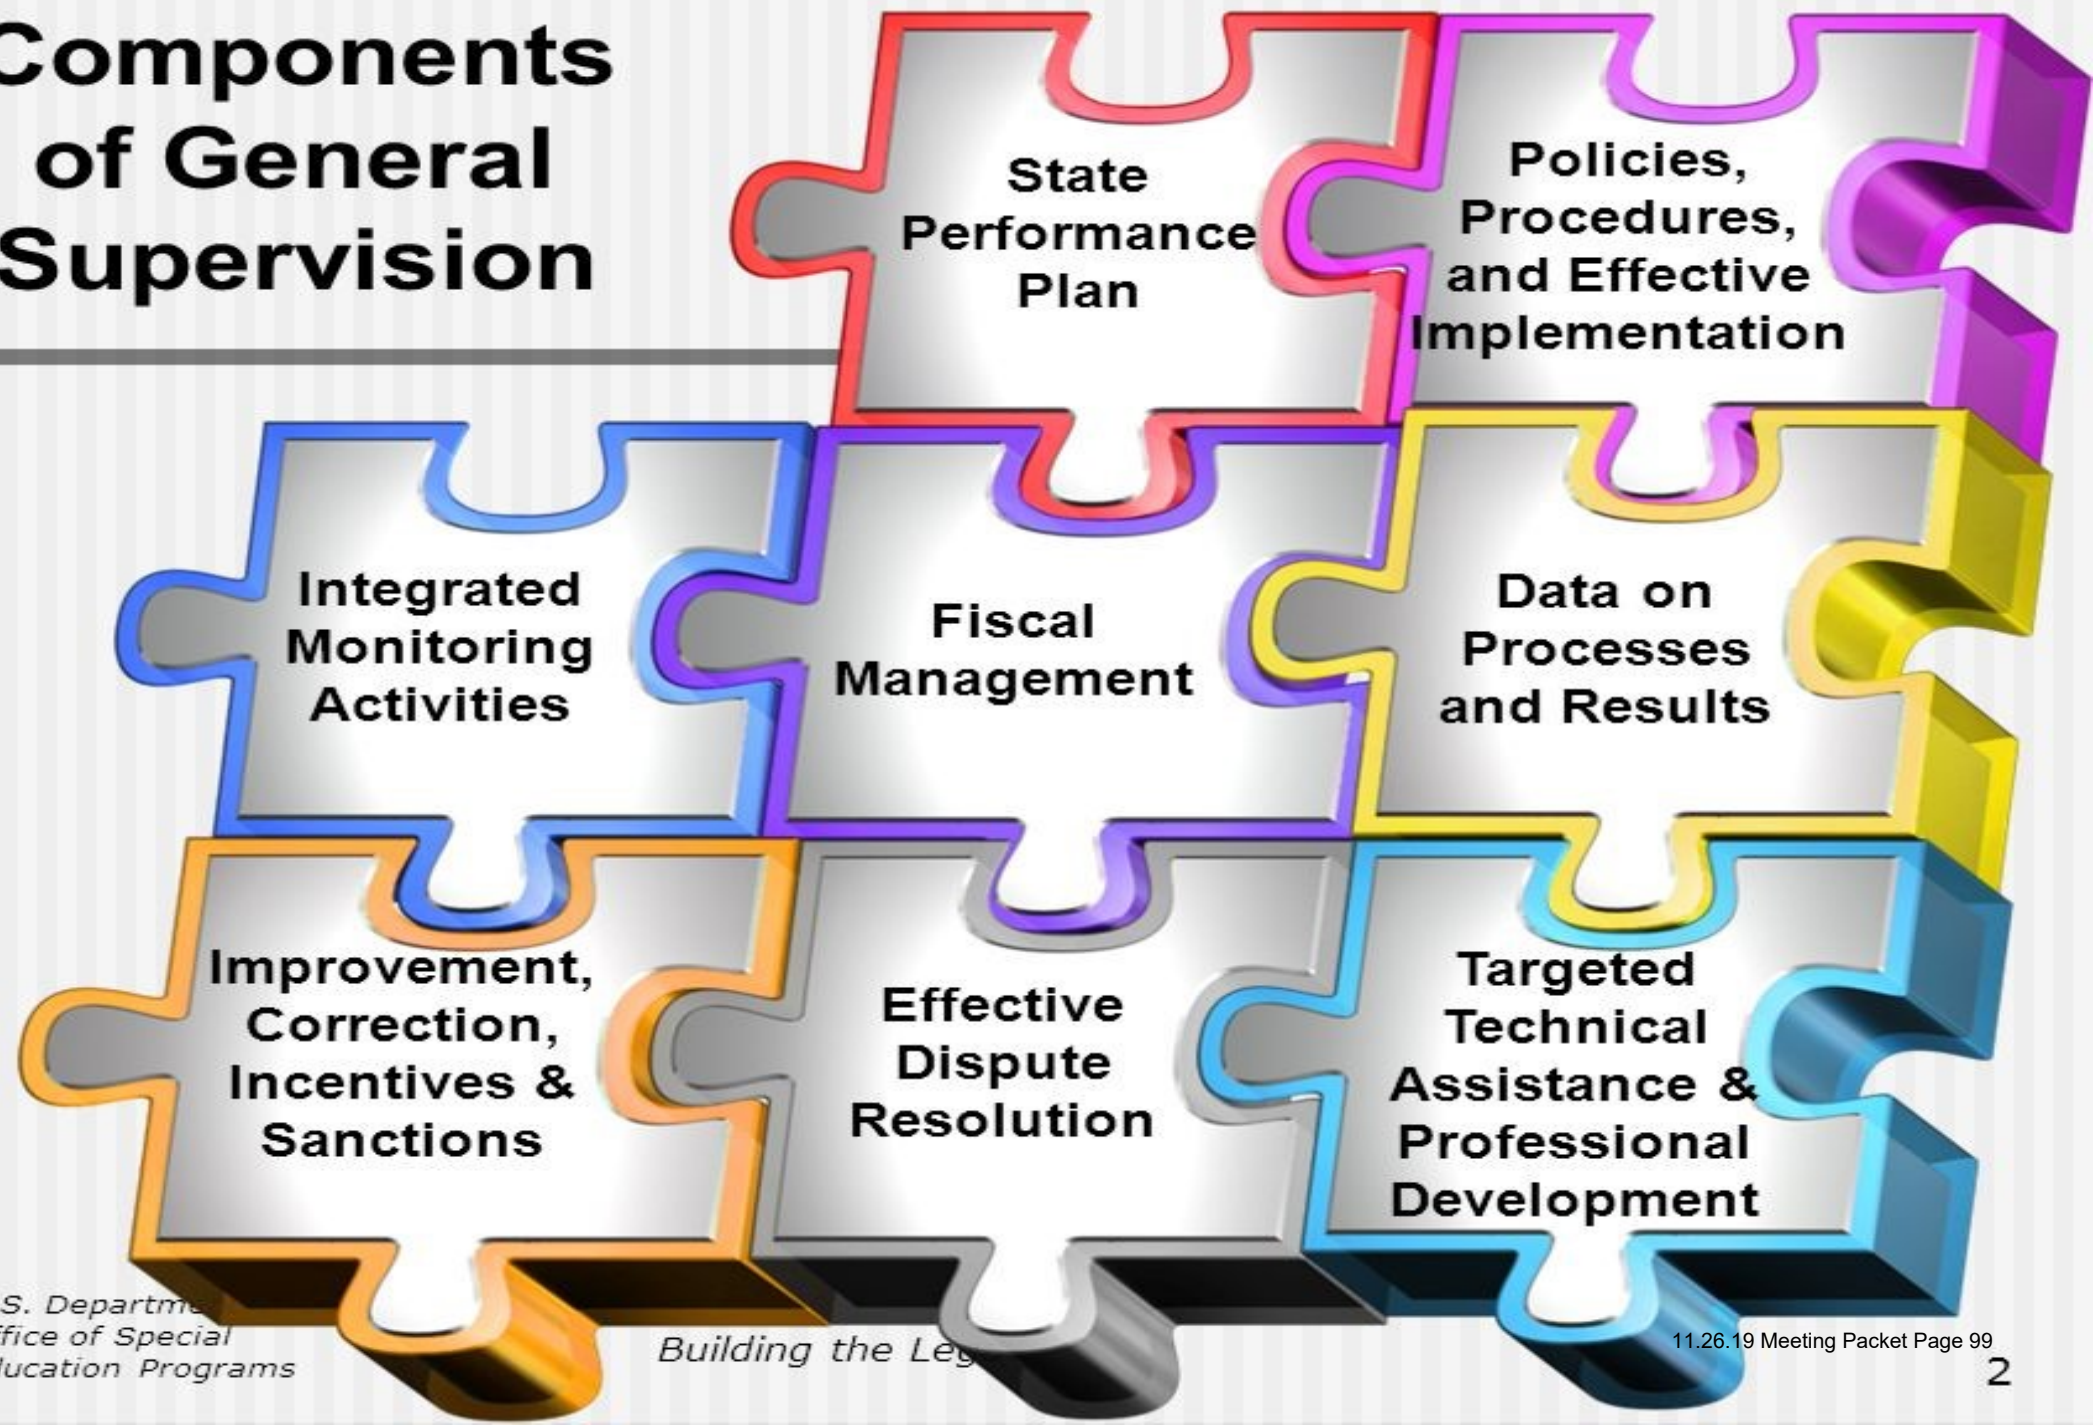 Components
of General
Supervision
State
Performance
Plan
Policies,
Procedures,
and Effective
Implementation
Integrated
Monitoring
Activities
Fiscal
Management
Data on
Processes
and Results
Improvement,
Correction,
Incentives &
Sanctions
Effective
Dispute
Resolution
Targeted
Technical
Assistance &
Professional
Development
S.
of Special
Programs
Building the
11.26.19 Meeting Packet Page 99
2